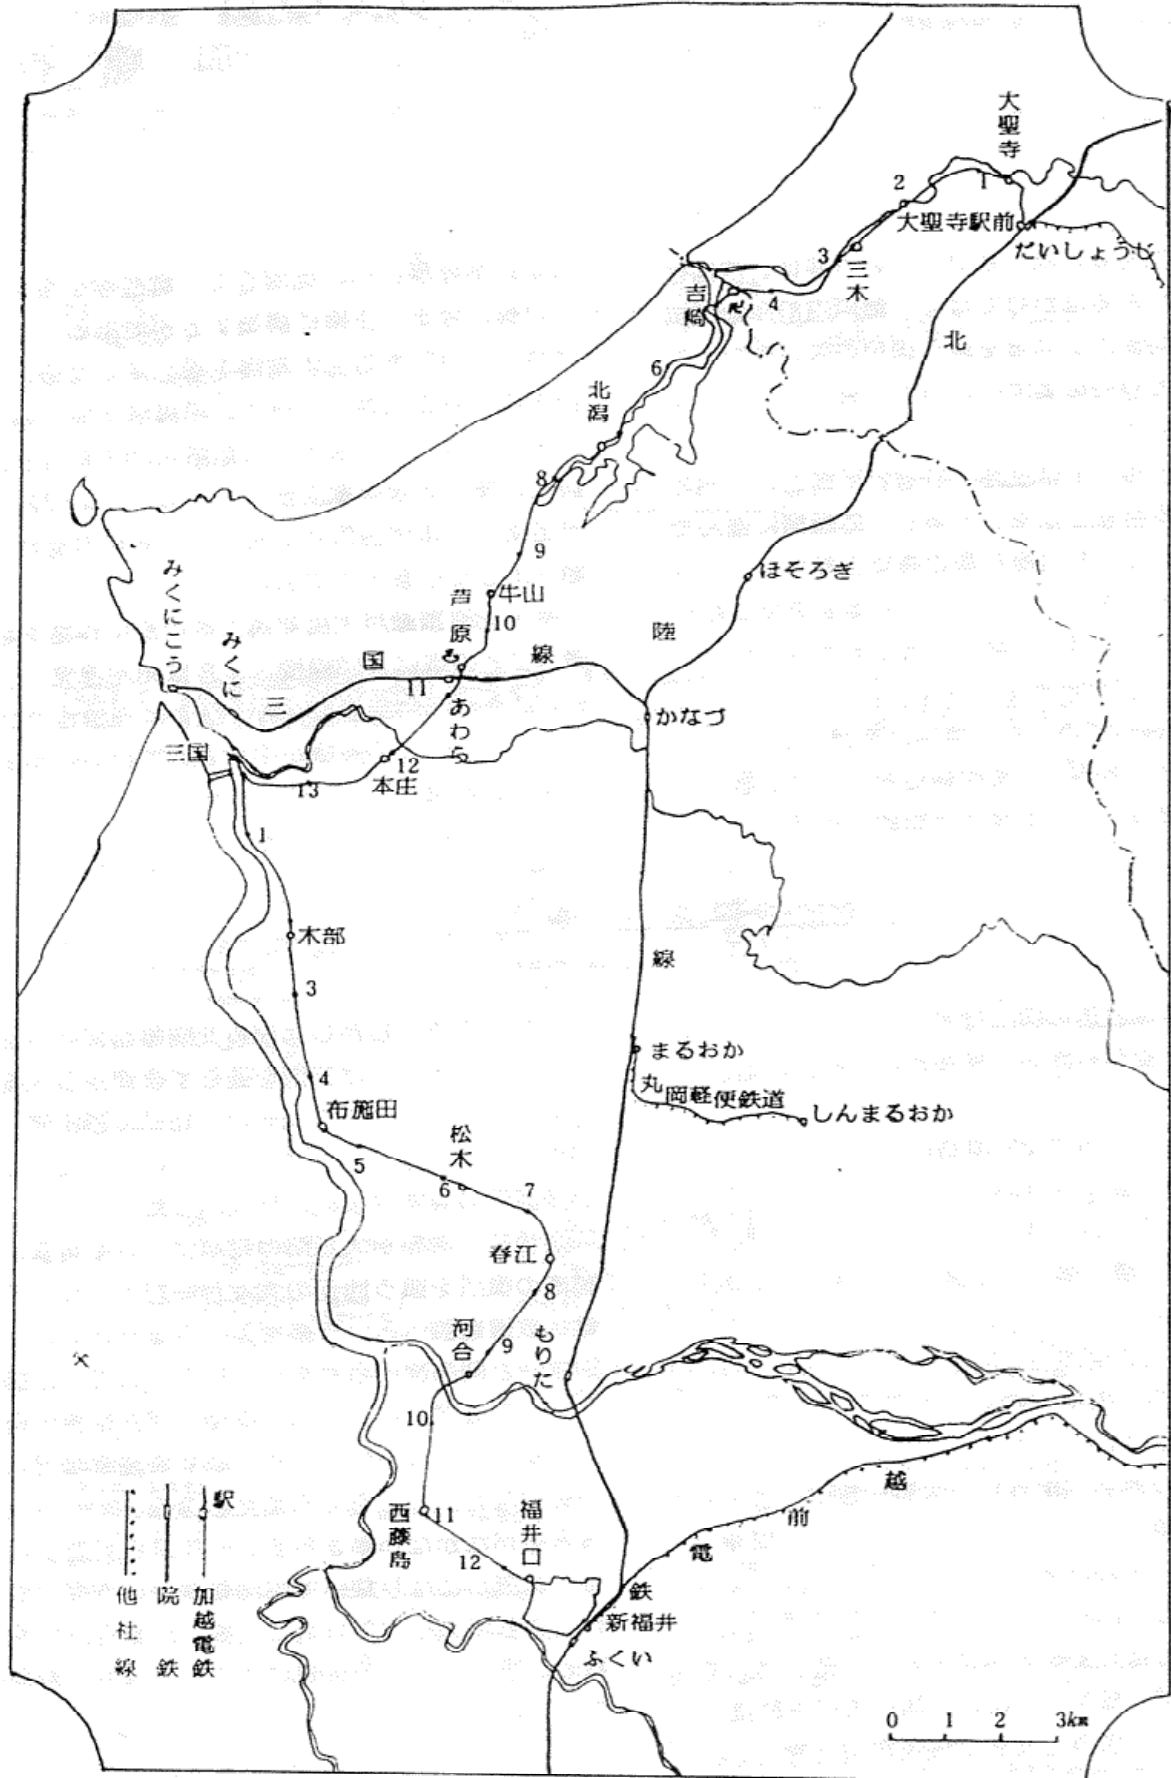 大聖寺
1
2
大聖寺駅前
だいしょうじ
3
三木
4
吉崎
卍
北
6
北潟
8
9
牛山
ほそろぎ
10
芦原
陸
みくにこう
みくに
三国線
11
あわら
かなづ
三国
12
本庄
13
1
木部
3
線
まるおか
4
丸岡軽便鉄道
しんまるおか
布施田
5
松木
6
7
春江
8
河合
9
もりた
10
越前電鉄
西藤島
11
福井口
12
新福井
ふくい
駅
加越電鉄
院鉄
他社線
0 1 2 3km